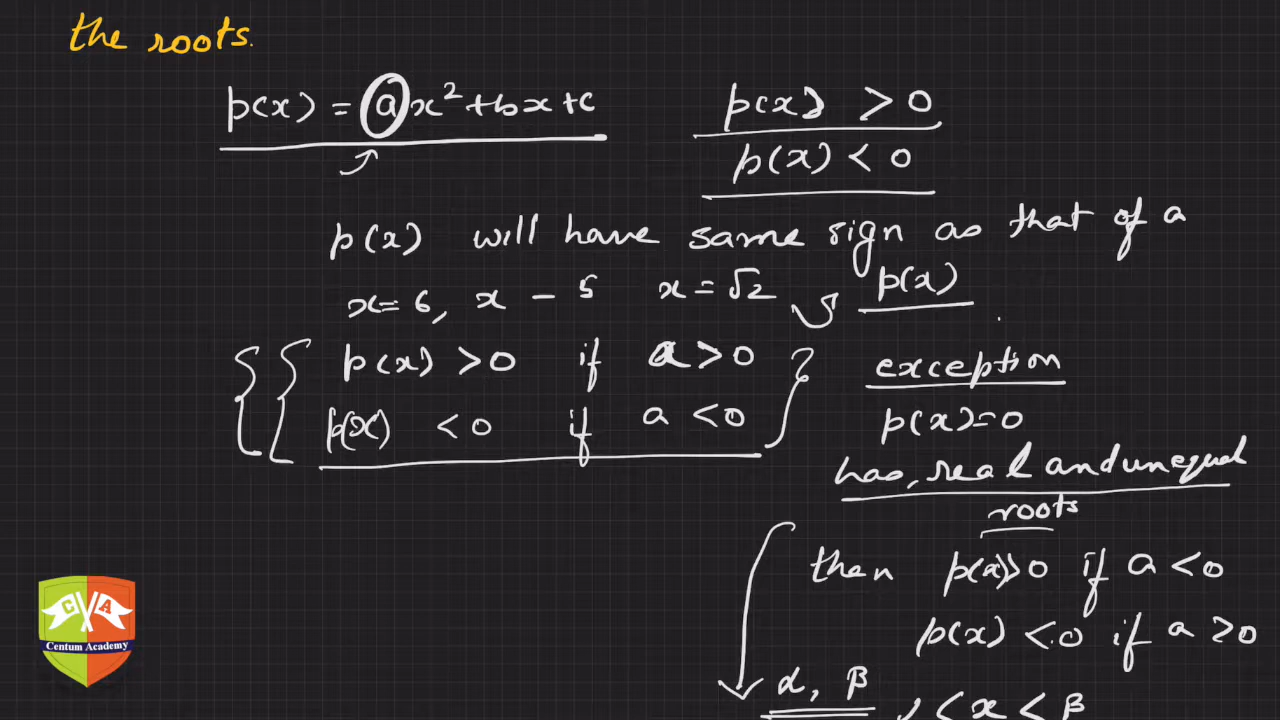 the roots.
p(x) = ax²+bx+c
p(x) > 0
p(x) < 0
p(x) will have same sign as that of a
x=6, x - 5 x = √2 p(x)
p(x) >0 if a>0
p(x) <0 if a <0
exception
p(x)=0
has, real and unequal
roots
then p(x)>0 if a <0
p(x) <0 if a >0
α, β
< x < β
C A
Centum Academy